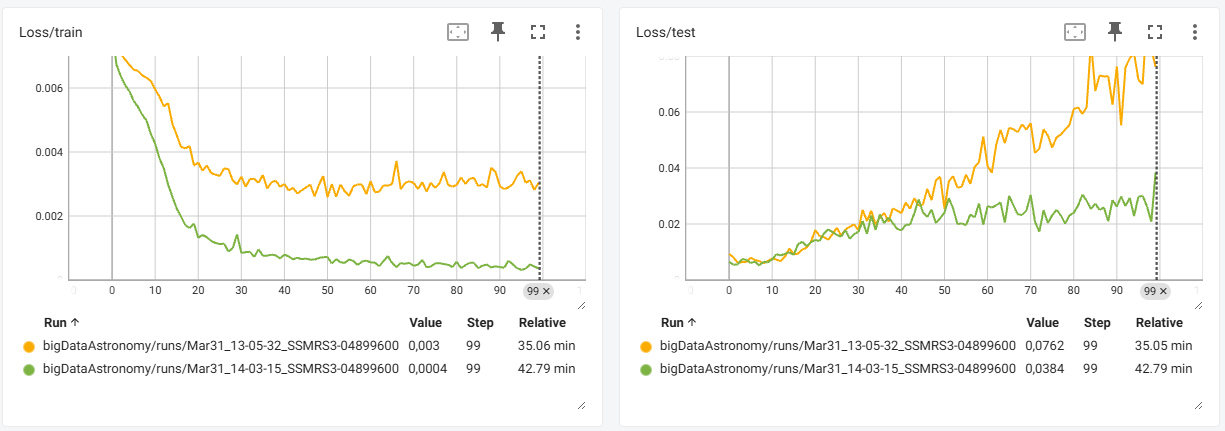 Loss/train
0.006
0.004
0.002
0 10 20 30 40 50 60 70 80 90 99 ✕
Run ↑ Value Step Relative
bigDataAstronomy/runs/Mar31_13-05-32_SSMRS3-04899600 0,003 99 35.06 min
bigDataAstronomy/runs/Mar31_14-03-15_SSMRS3-04899600 0,0004 99 42.79 min
Loss/test
0.06
0.04
0.02
0 10 20 30 40 50 60 70 80 90 99 ✕
Run ↑ Value Step Relative
bigDataAstronomy/runs/Mar31_13-05-32_SSMRS3-04899600 0,0762 99 35.05 min
bigDataAstronomy/runs/Mar31_14-03-15_SSMRS3-04899600 0,0384 99 42.79 min